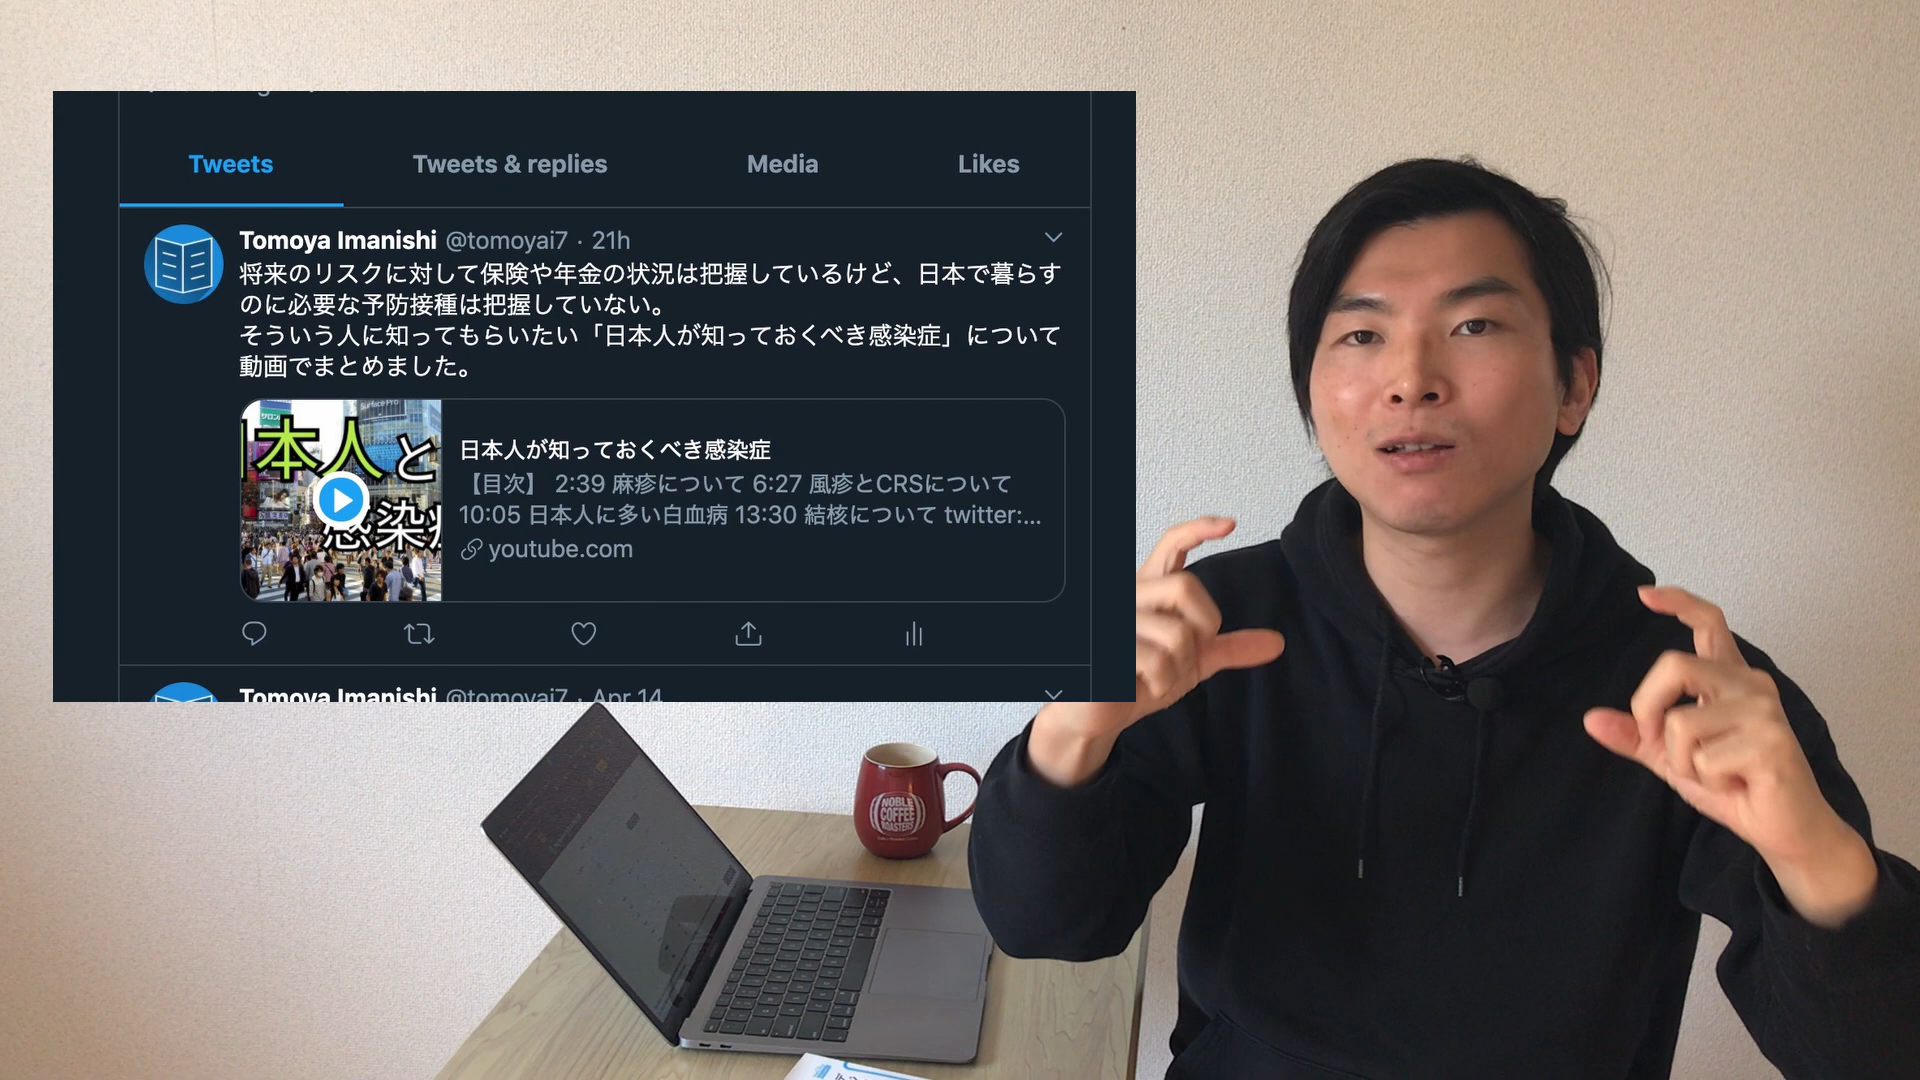 Tweets
Tweets & replies
Media
Likes
Tomoya Imanishi @tomoyai7 · 21h
将来のリスクに対して保険や年金の状況は把握しているけど、日本で暮らす
のに必要な予防接種は把握していない。
そういう人に知ってもらいたい「日本人が知っておくべき感染症」について
動画でまとめました。
本人と
感染
日本人が知っておくべき感染症
【目次】 2:39 麻疹について 6:27 風疹とCRSについて
10:05 日本人に多い白血病 13:30 結核について twitter:...
youtube.com
Tomoya Imanishi @tomoyai7 · Apr 14
NOBLE
COFFEE
ROASTERS